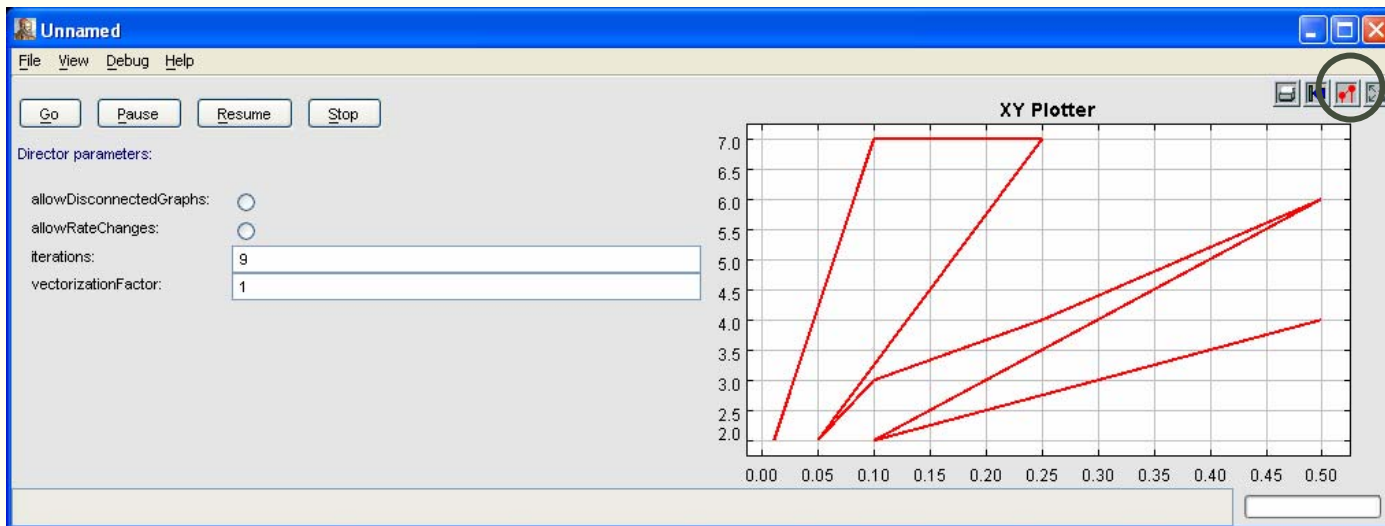 Unnamed
File View Debug Help
Go Pause Resume Stop
Director parameters:
allowDisconnectedGraphs:
allowRateChanges:
iterations: 9
vectorizationFactor: 1
XY Plotter
7.0
6.5
6.0
5.5
5.0
4.5
4.0
3.5
3.0
2.5
2.0
0.00 0.05 0.10 0.15 0.20 0.25 0.30 0.35 0.40 0.45 0.50